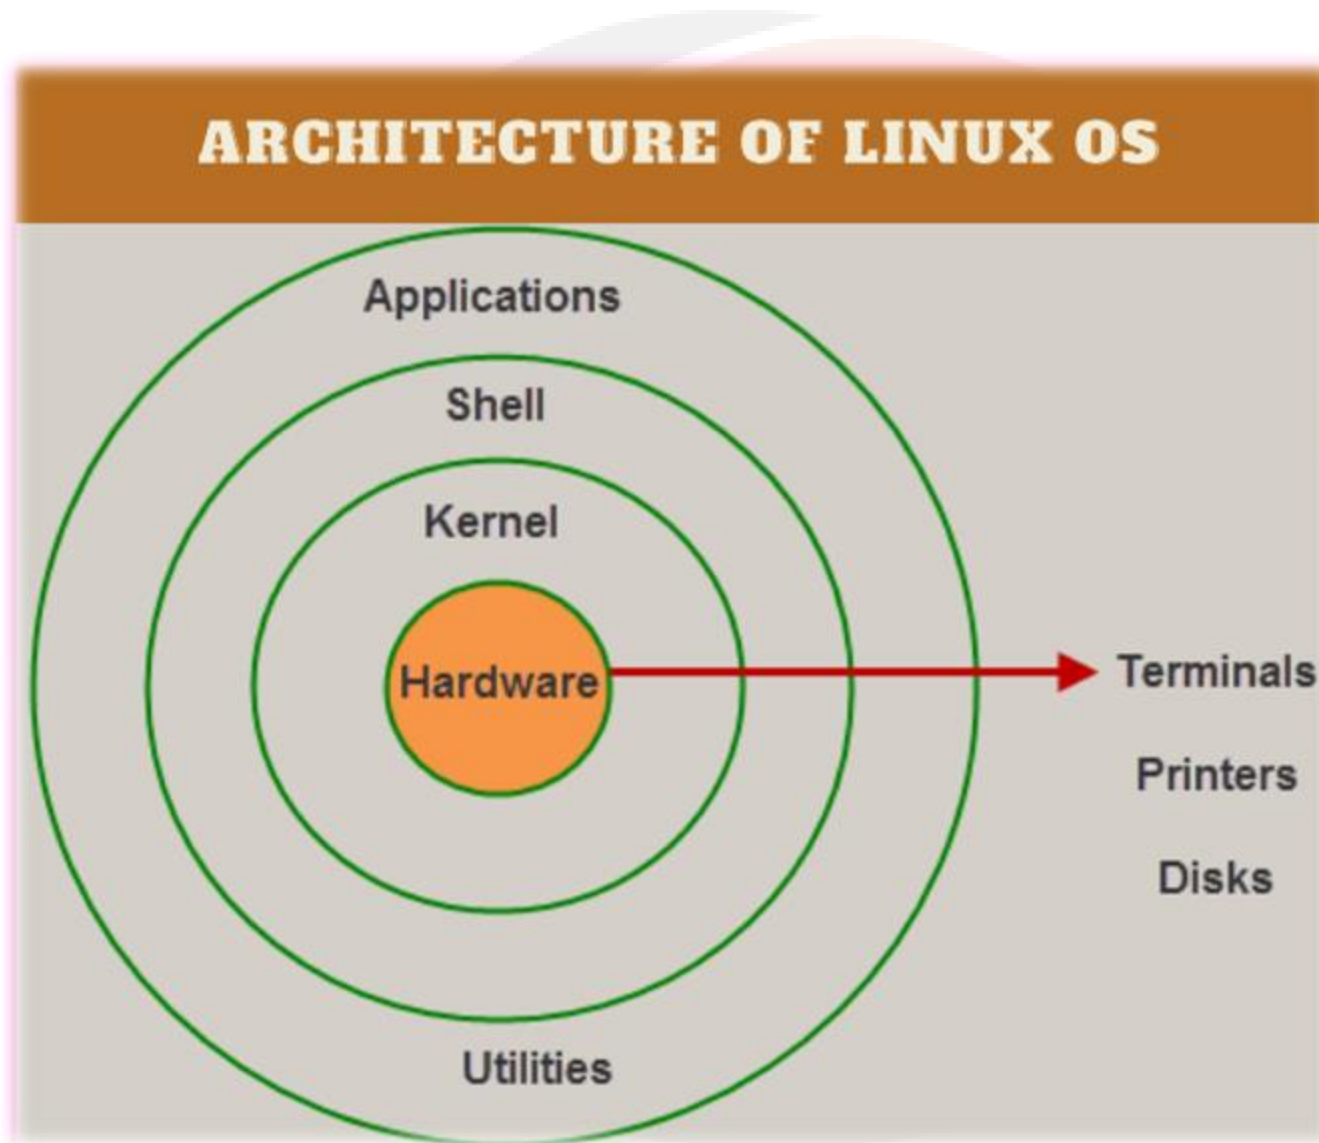 ARCHITECTURE OF LINUX OS
Applications
Shell
Kernel
Hardware
Terminals
Printers
Disks
Utilities